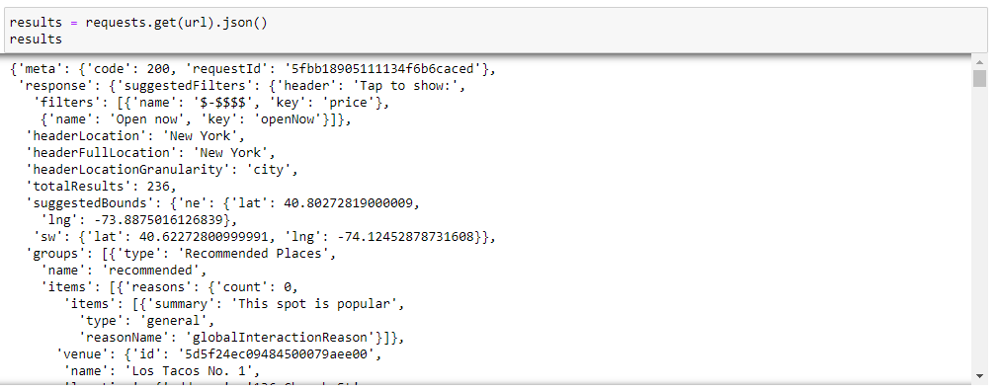 results = requests.get(url).json()
results
{'meta': {'code': 200, 'requestId': '5fbb18905111134f6b6caced'},
'response': {'suggestedFilters': {'header': 'Tap to show:',
'filters': [{'name': '$-$$$$', 'key': 'price'},
{'name': 'Open now', 'key': 'openNow'}]},
'headerLocation': 'New York',
'headerFullLocation': 'New York',
'headerLocationGranularity': 'city',
'totalResults': 236,
'suggestedBounds': {'ne': {'lat': 40.80272819000009,
'lng': -73.8875016126839},
'sw': {'lat': 40.62272800999991, 'lng': -74.12452878731608}},
'groups': [{'type': 'Recommended Places',
'name': 'recommended',
'items': [{'reasons': {'count': 0,
'items': [{'summary': 'This spot is popular',
'type': 'general',
'reasonName': 'globalInteractionReason'}]},
'venue': {'id': '5d5f24ec09484500079aee00',
'name': 'Los Tacos No. 1',